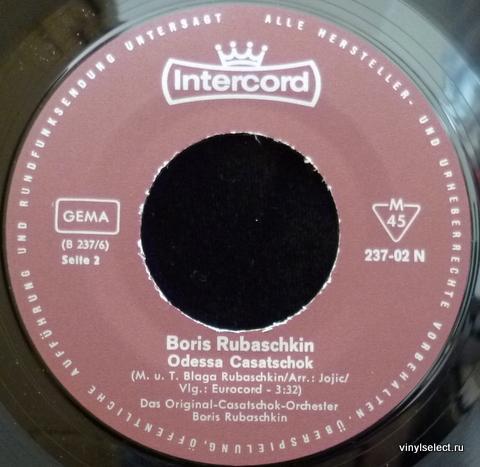 ALLE HERSTELLER- UND URHEBERRECHTE VORBEHALTEN. ÜBERSPIELUNG, ÖFFENTLICHE AUFFÜHRUNG UND RUNDFUNKSENDUNG UNTERSAGT
Intercord
GEMA
(B 237/6)
Seite 2
M
45
237-02 N
Boris Rubaschkin
Odessa Casatschok
(M. u. T. Blaga Rubaschkin/Arr.: Jojic/
Vlg.: Eurocord - 3:32)
Das Original-Casatschok-Orchester
Boris Rubaschkin
vinylselect.ru